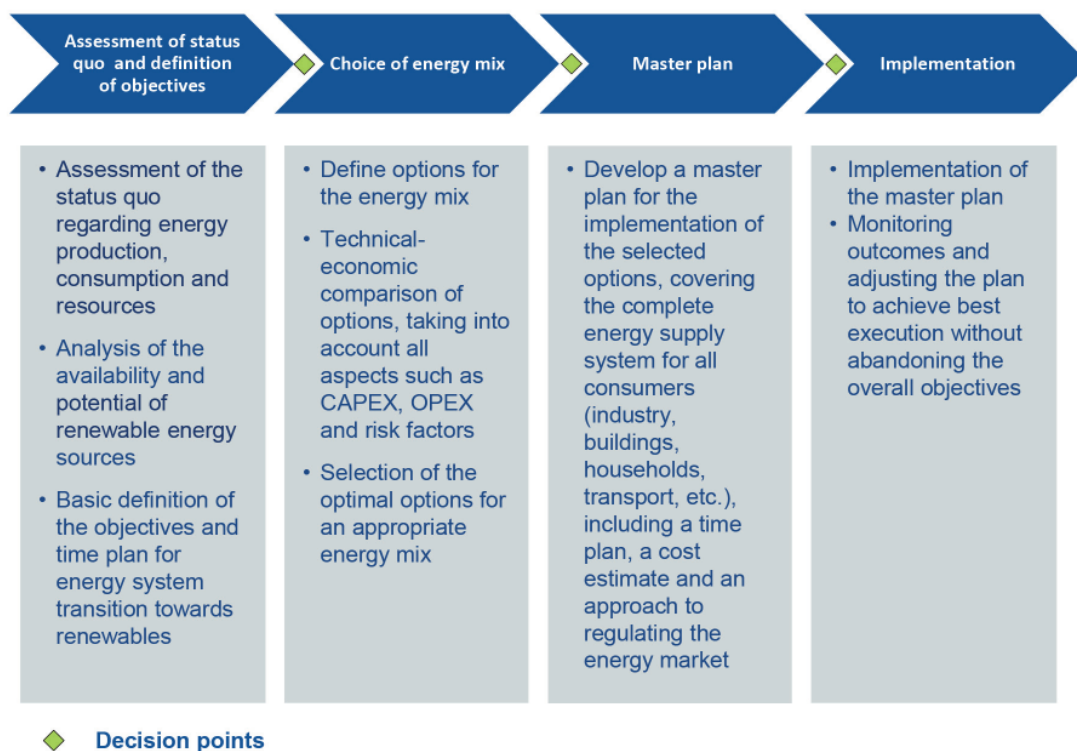 Assessment of status
quo and definition
of objectives
Choice of energy mix
Master plan
Implementation
• Assessment of the
status quo
regarding energy
production,
consumption and
resources
• Analysis of the
availability and
potential of
renewable energy
sources
• Basic definition of
the objectives and
time plan for
energy system
transition towards
renewables
• Define options for
the energy mix
• Technical-
economic
comparison of
options, taking into
account all
aspects such as
CAPEX, OPEX
and risk factors
• Selection of the
optimal options for
an appropriate
energy mix
• Develop a master
plan for the
implementation of
the selected
options, covering
the complete
energy supply
system for all
consumers
(industry,
buildings,
households,
transport, etc.),
including a time
plan, a cost
estimate and an
approach to
regulating the
energy market
• Implementation of
the master plan
• Monitoring
outcomes and
adjusting the plan
to achieve best
execution without
abandoning the
overall objectives
Decision points